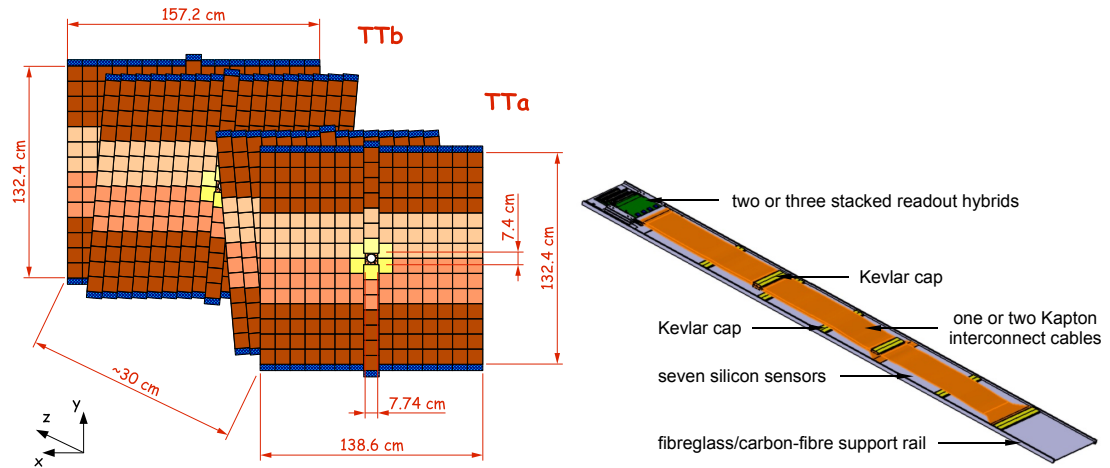 157.2 cm
TTb
TTa
132.4 cm
7.4 cm
132.4 cm
~30 cm
7.74 cm
138.6 cm
y
z
x
two or three stacked readout hybrids
Kevlar cap
Kevlar cap
one or two Kapton
interconnect cables
seven silicon sensors
fibreglass/carbon-fibre support rail